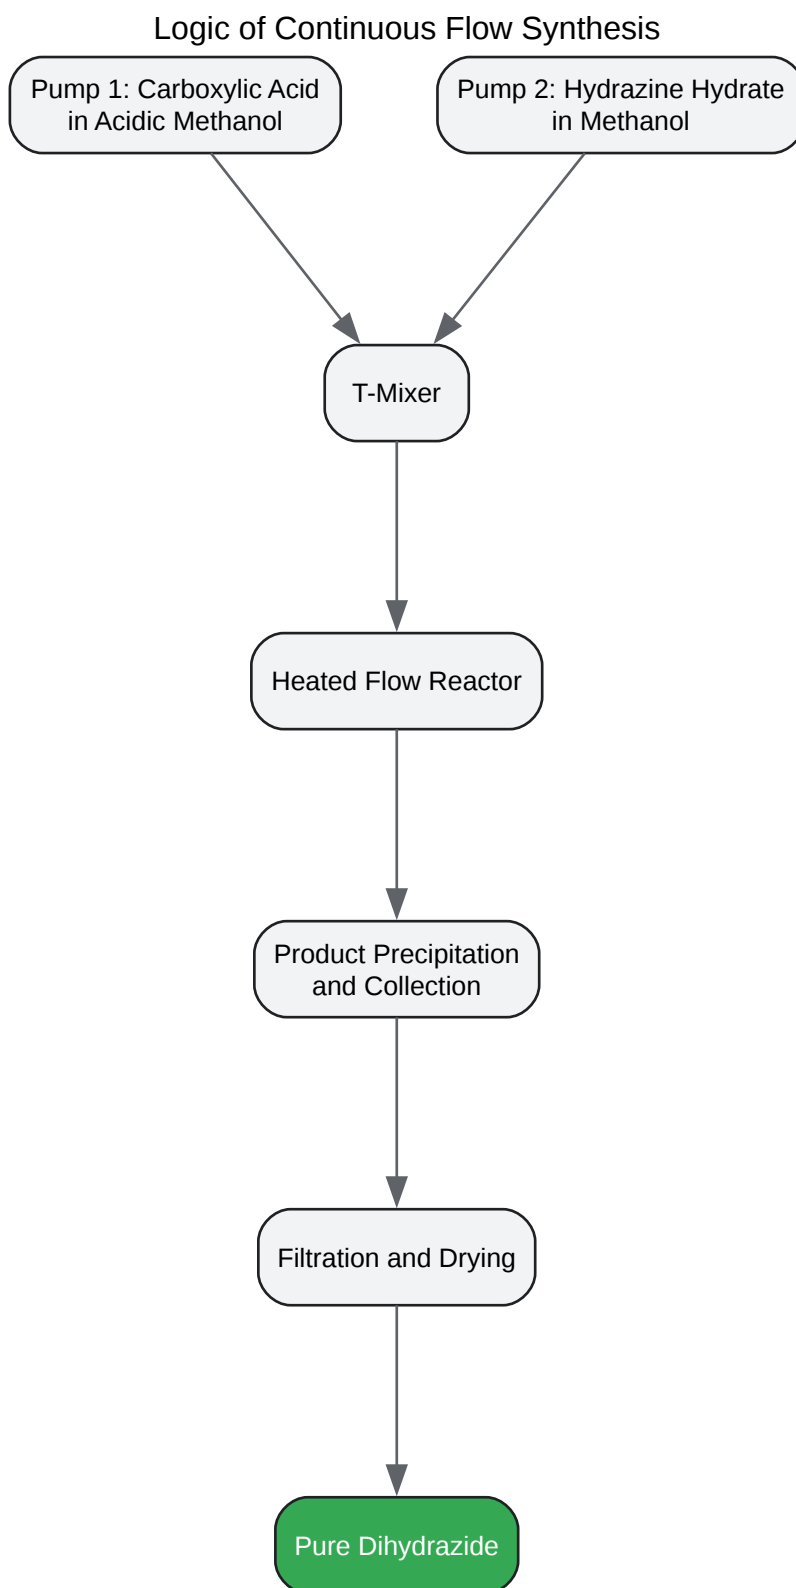 Logic of Continuous Flow Synthesis
Pump 1: Carboxylic Acid
in Acidic Methanol
Pump 2: Hydrazine Hydrate
in Methanol
T-Mixer
Heated Flow Reactor
Product Precipitation
and Collection
Filtration and Drying
Pure Dihydrazide